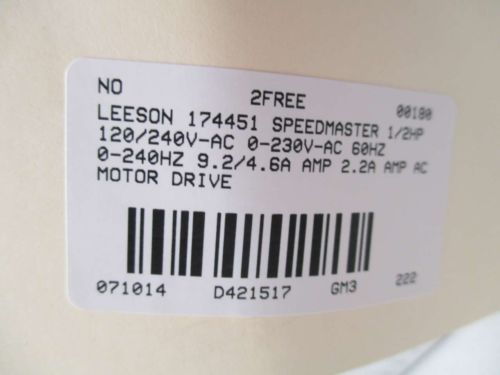 NO 2FREE 00180
LEESON 174451 SPEEDMASTER 1/2HP
120/240V-AC 0-230V-AC 60HZ
0-240HZ 9.2/4.6A AMP 2.2A AMP AC
MOTOR DRIVE
071014 D421517 GM3 222